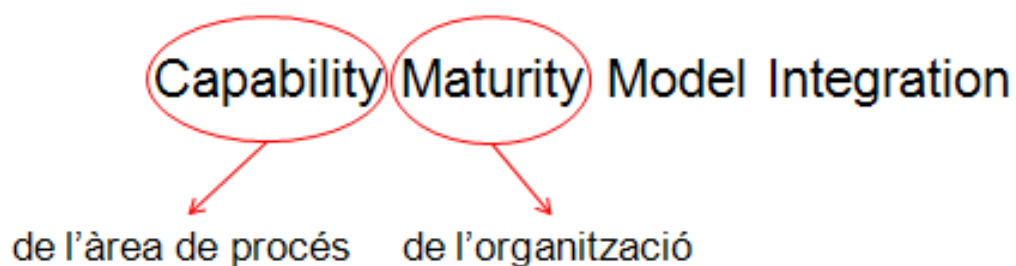 Capability Maturity Model Integration
de l'àrea de procés de l'organització